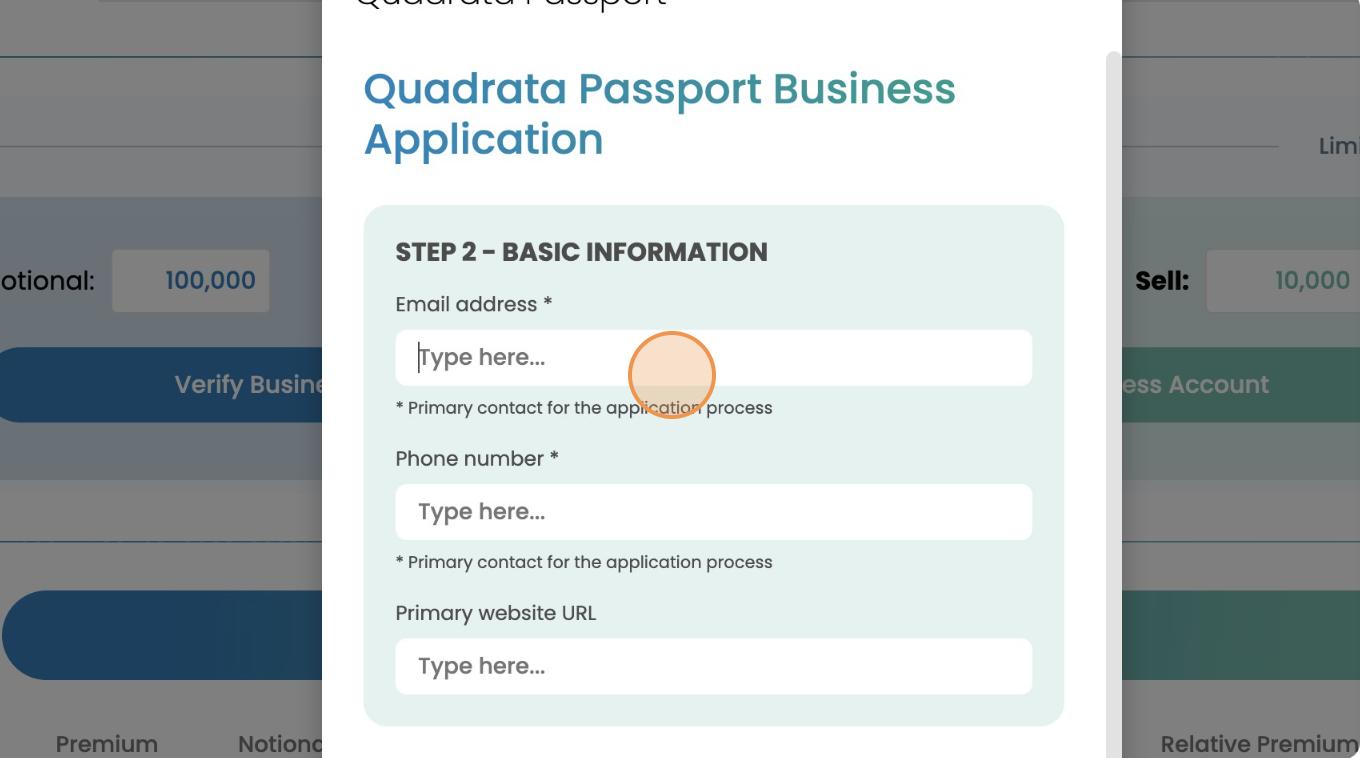 Quadrata Passport
Quadrata Passport Business
Application
Limi
STEP 2 - BASIC INFORMATION
otional: 100,000
Sell: 10,000
Email address *
Type here...
Verify Busine
ess Account
* Primary contact for the application process
Phone number *
Type here...
* Primary contact for the application process
Primary website URL
Type here...
Premium Notiona
Relative Premium